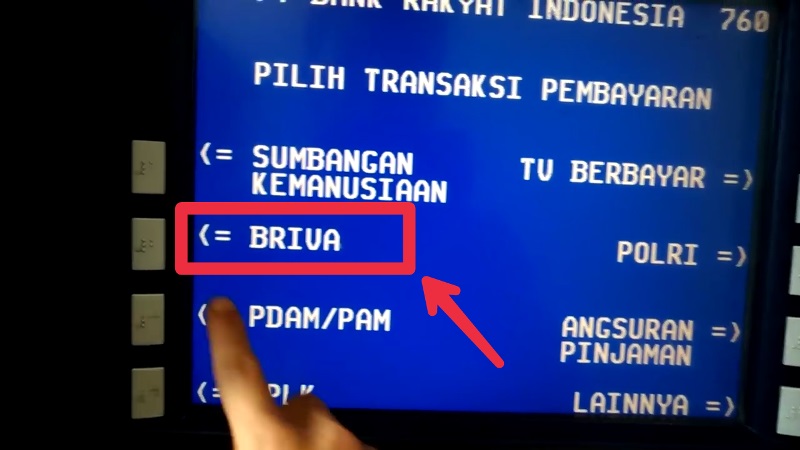 BANK RAKYAT INDONESIA 760
PILIH TRANSAKSI PEMBAYARAN
<= SUMBANGAN
KEMANUSIAAN
TV BERBAYAR =>
<= BRIVA
POLRI =>
PDAM/PAM
ANGSURAN =>
PINJAMAN
LAINNYA =>